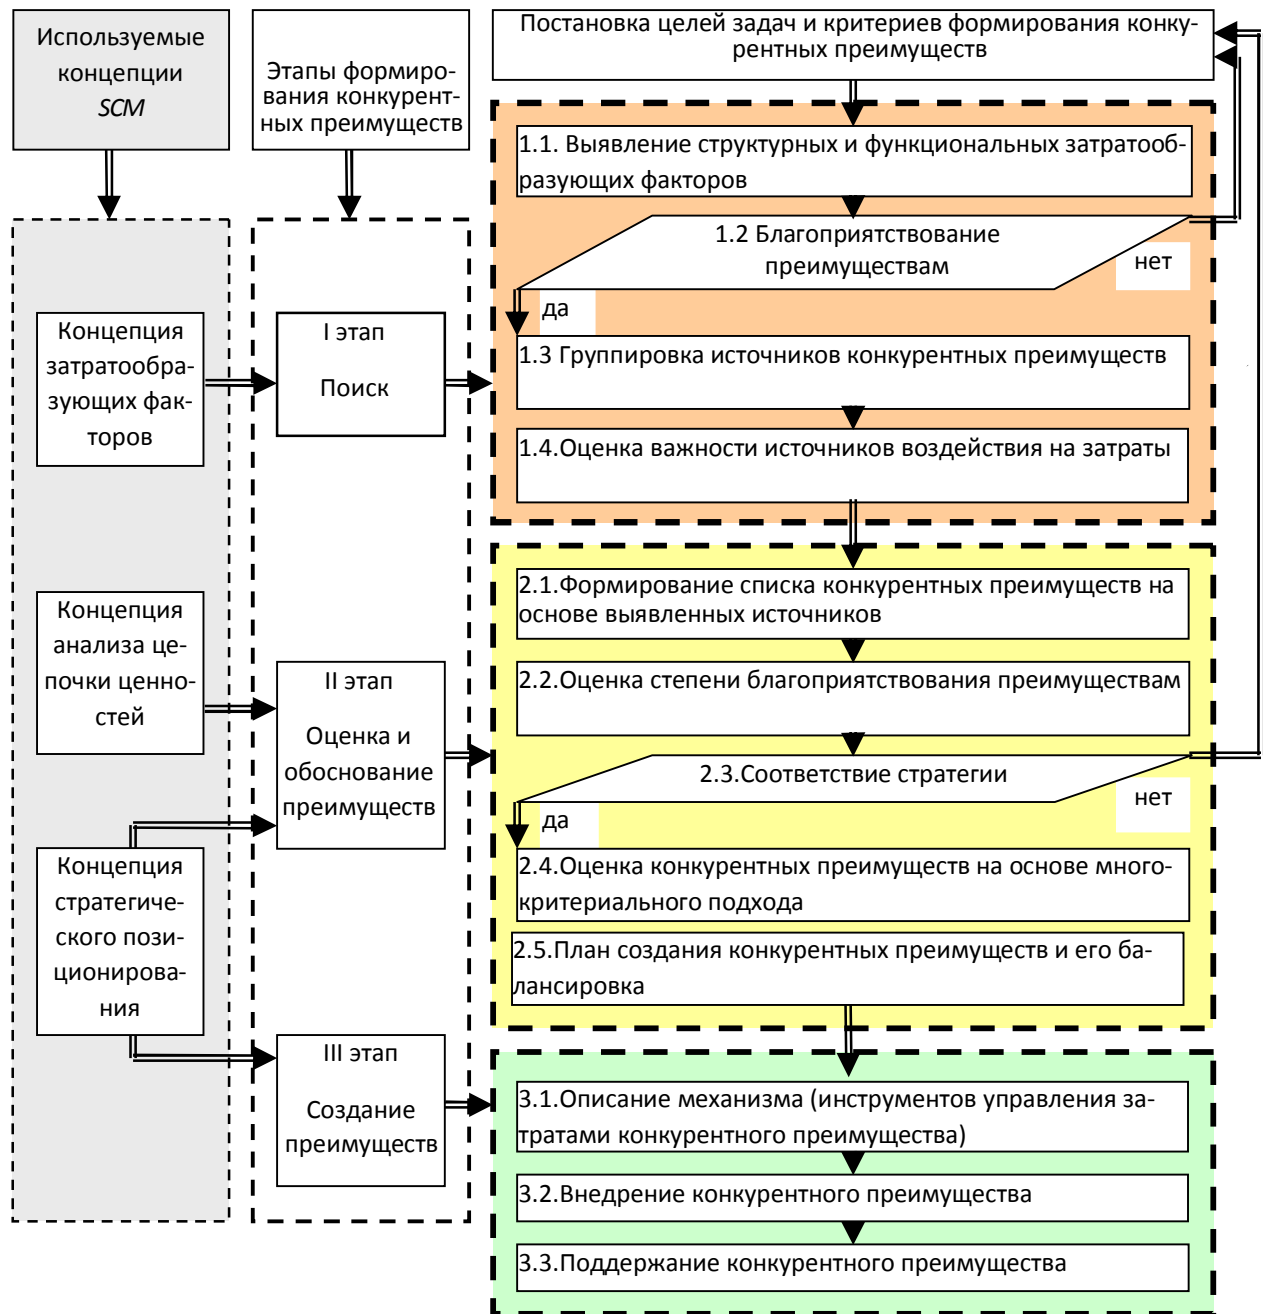 Используемые
концепции
SCM
Этапы формиро-
вания конкурент-
ных преимуществ
Постановка целей задач и критериев формирования конку-
рентных преимуществ
1.1. Выявление структурных и функциональных затратооб-
разующих факторов
1.2 Благоприятствование
преимуществам
нет
да
1.3 Группировка источников конкурентных преимуществ
1.4.Оценка важности источников воздействия на затраты
Концепция
затратообра-
зующих фак-
торов
I этап
Поиск
2.1.Формирование списка конкурентных преимуществ на
основе выявленных источников
2.2.Оценка степени благоприятствования преимуществам
2.3.Соответствие стратегии
нет
да
2.4.Оценка конкурентных преимуществ на основе много-
критериального подхода
2.5.План создания конкурентных преимуществ и его ба-
лансировка
Концепция
анализа це-
почки ценно-
стей
II этап
Оценка и
обоснование
преимуществ
Концепция
стратегиче-
ского пози-
ционирова-
ния
III этап
Создание
преимуществ
3.1.Описание механизма (инструментов управления за-
тратами конкурентного преимущества)
3.2.Внедрение конкурентного преимущества
3.3.Поддержание конкурентного преимущества